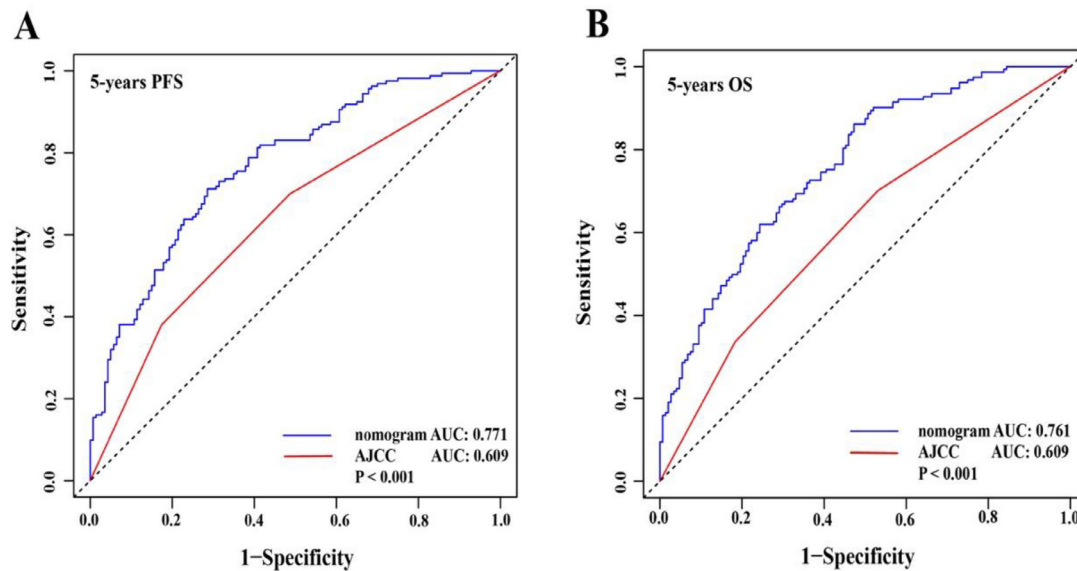 A
5-years PFS
Sensitivity
1.0
0.8
0.6
0.4
0.2
0.0
nomogram AUC: 0.771
AJCC AUC: 0.609
P < 0.001
0.0 0.2 0.4 0.6 0.8 1.0
1−Specificity
B
5-years OS
Sensitivity
1.0
0.8
0.6
0.4
0.2
0.0
nomogram AUC: 0.761
AJCC AUC: 0.609
P < 0.001
0.0 0.2 0.4 0.6 0.8 1.0
1−Specificity